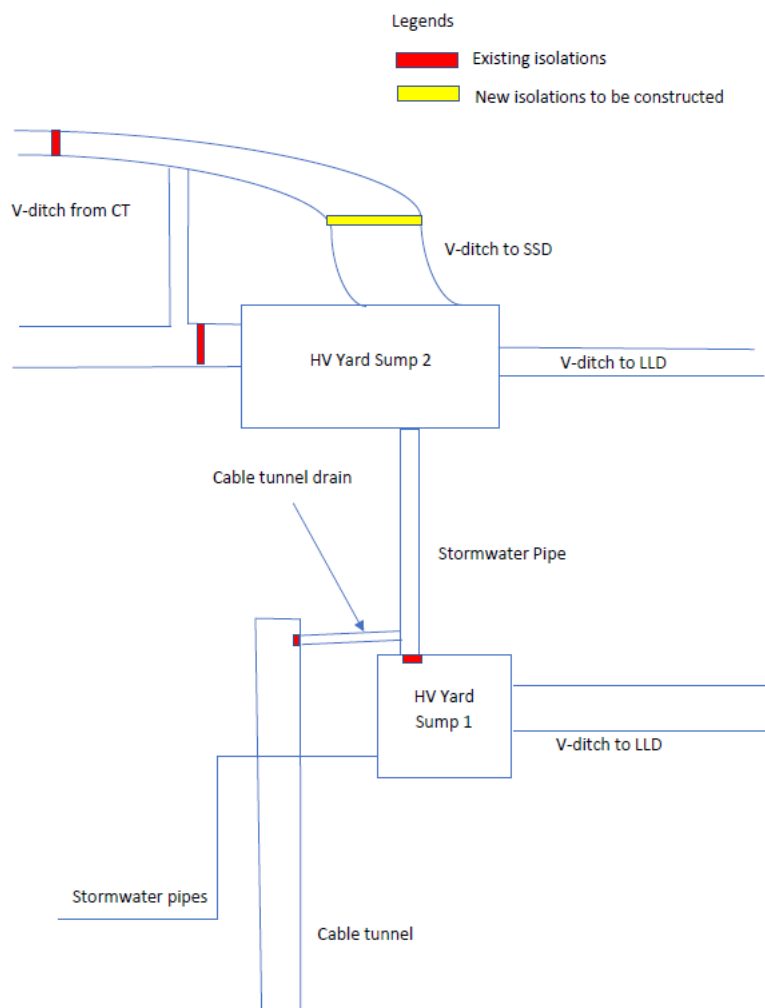 Legends
Existing isolations
New isolations to be constructed
V-ditch from CT
V-ditch to SSD
HV Yard Sump 2
V-ditch to LLD
Cable tunnel drain
Stormwater Pipe
HV Yard
Sump 1
V-ditch to LLD
Stormwater pipes
Cable tunnel